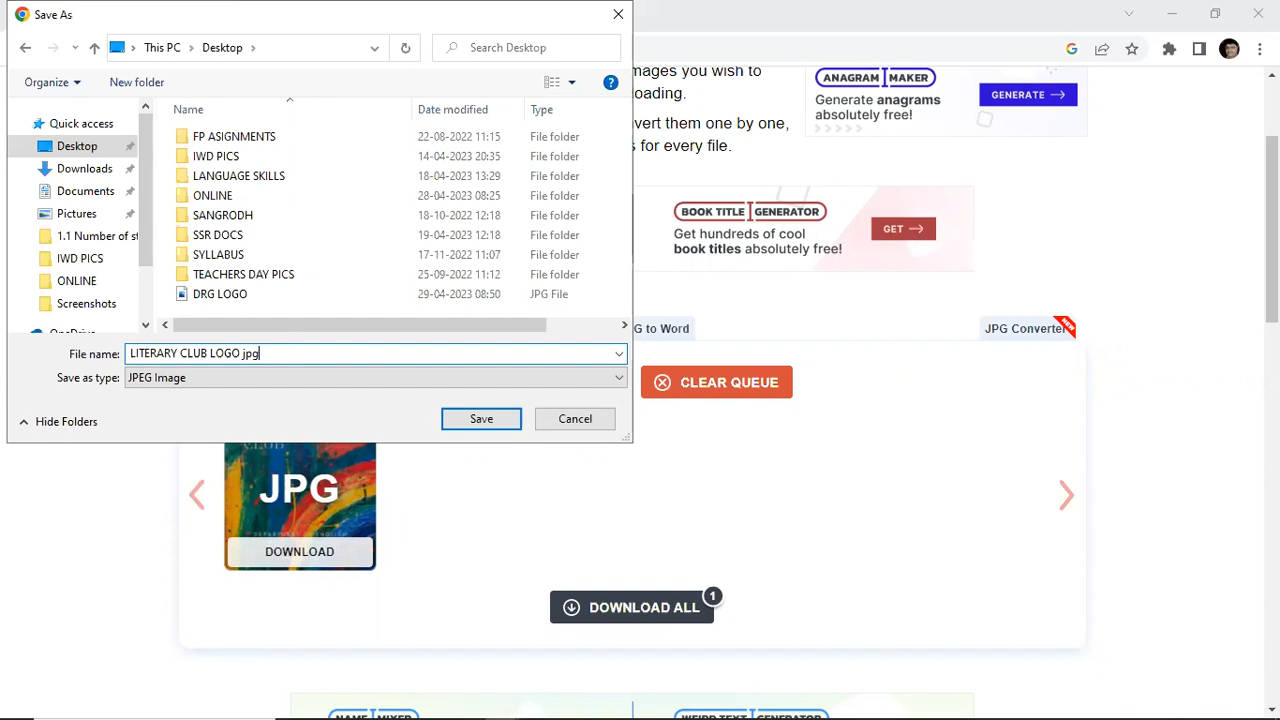 Save As
This PC
Desktop
Search Desktop
Organize
New folder
Name
Date modified
Type
Quick access
Desktop
Downloads
Documents
Pictures
1.1 Number of st
IWD PICS
ONLINE
Screenshots
FP ASIGNMENTS 22-08-2022 11:15 File folder
IWD PICS 14-04-2023 20:35 File folder
LANGUAGE SKILLS 18-04-2023 13:29 File folder
ONLINE 28-04-2023 08:25 File folder
SANGRODH 18-10-2022 12:18 File folder
SSR DOCS 19-04-2023 12:18 File folder
SYLLABUS 17-11-2022 11:07 File folder
TEACHERS DAY PICS 25-09-2022 11:12 File folder
DRG LOGO 29-04-2023 08:50 JPG File
File name: LITERARY CLUB LOGO jpg
Save as type: JPEG Image
Hide Folders
Save
Cancel
mages you wish to
oading.
vert them one by one,
s for every file.
ANAGRAM MAKER
Generate anagrams
absolutely free!
GENERATE
BOOK TITLE GENERATOR
Get hundreds of cool
book titles absolutely free!
GET
G to Word
JPG Converter
NEW
CLEAR QUEUE
CLUB
JPG
DOWNLOAD
DOWNLOAD ALL
1
NAME MIXER
WEIRD TEXT GENERATOR